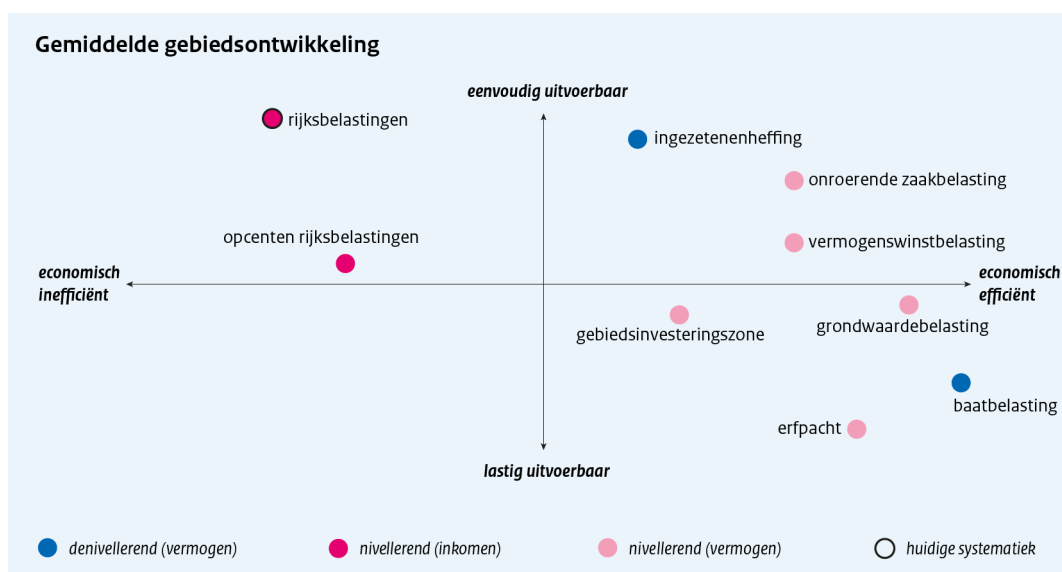 Gemiddelde gebiedsontwikkeling
eenvoudig uitvoerbaar
rijksbelastingen
ingezetenenheffing
onroerende zaakbelasting
opcenten rijksbelastingen
vermogenswinstbelasting
economisch
inefficiënt
economisch
efficiënt
gebiedsinvesteringszone
grondwaardebelasting
baatbelasting
erfpacht
lastig uitvoerbaar
denivellerend (vermogen)
nivellerend (inkomen)
nivellerend (vermogen)
huidige systematiek